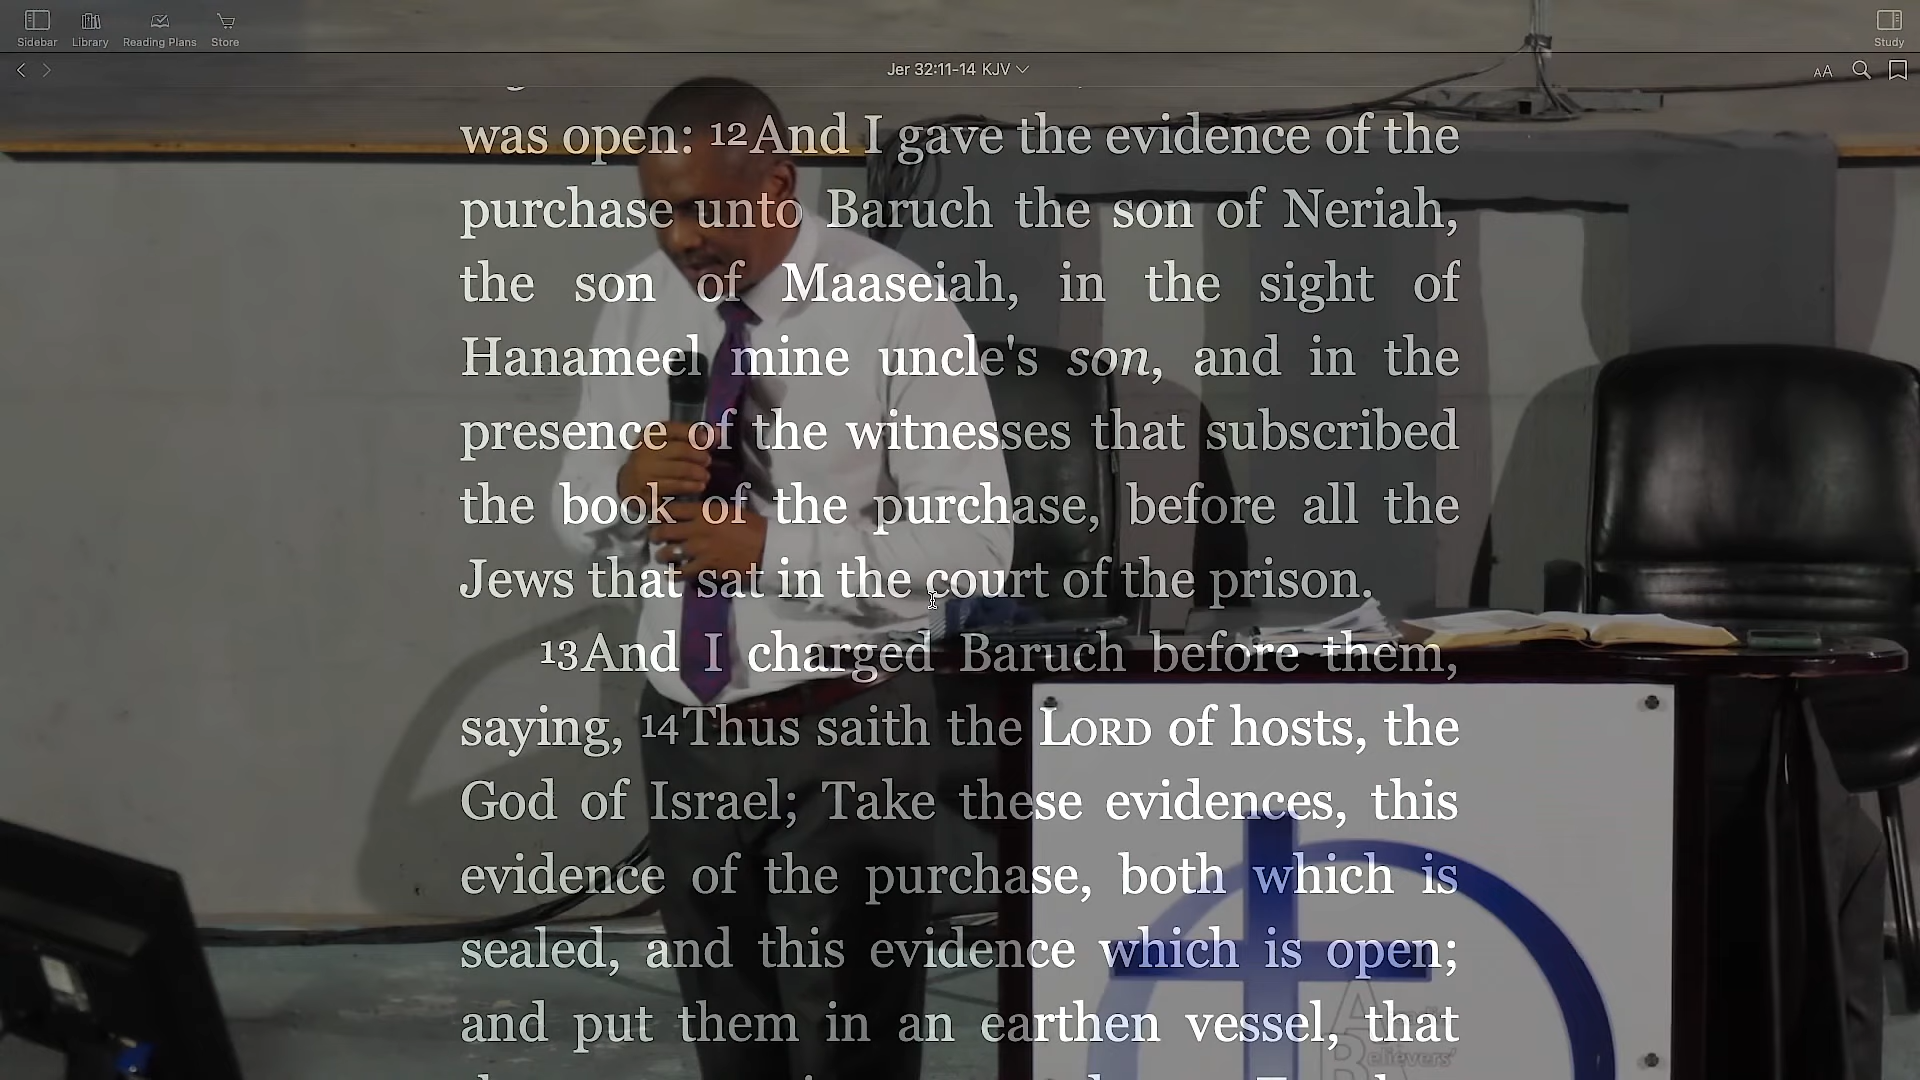 Sidebar Library Reading Plans Store Study
Jer 32:11-14 KJV
AA
was open: 12And I gave the evidence of the
purchase unto Baruch the son of Neriah,
the son of Maaseiah, in the sight of
Hanameel mine uncle's son, and in the
presence of the witnesses that subscribed
the book of the purchase, before all the
Jews that sat in the court of the prison.
13And I charged Baruch before them,
saying, 14Thus saith the LORD of hosts, the
God of Israel; Take these evidences, this
evidence of the purchase, both which is
sealed, and this evidence which is open;
and put them in an earthen vessel, that
Believers'